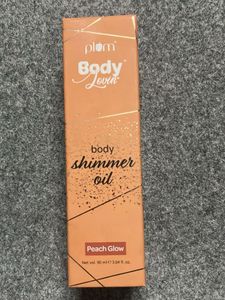 plum
Body
Lovin'
body
shimmer
oil
Peach Glow
Net vol. 90 ml ℮ 3.04 fl. oz.